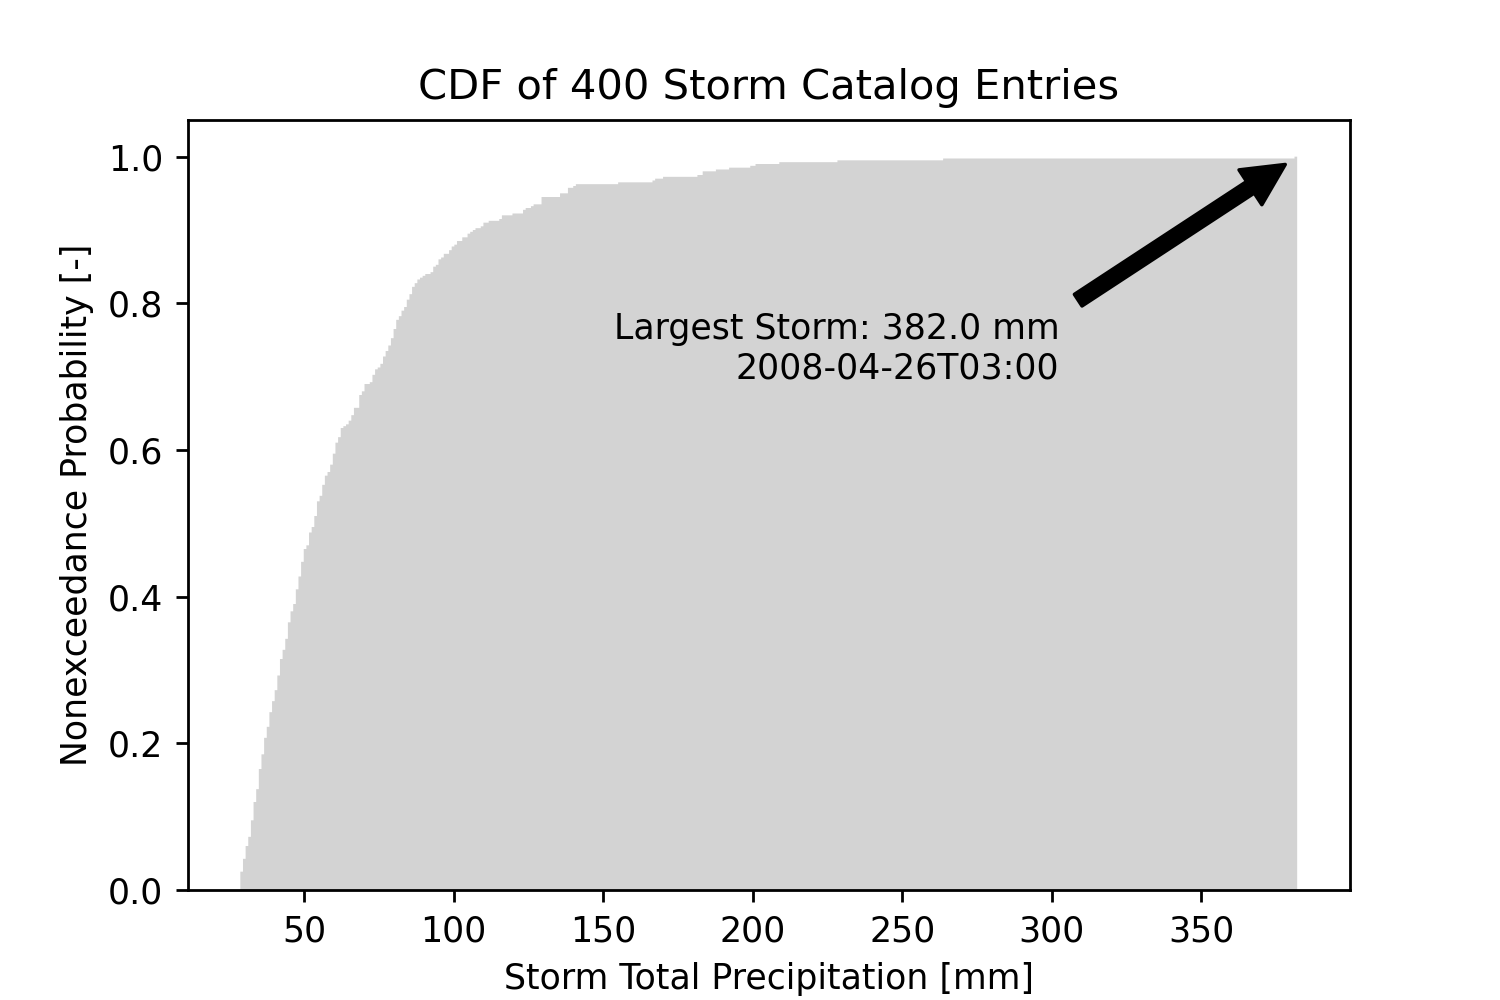 CDF of 400 Storm Catalog Entries
1.0
0.8
0.6
0.4
0.2
0.0
Nonexceedance Probability [-]
Largest Storm: 382.0 mm
2008-04-26T03:00
50 100 150 200 250 300 350
Storm Total Precipitation [mm]